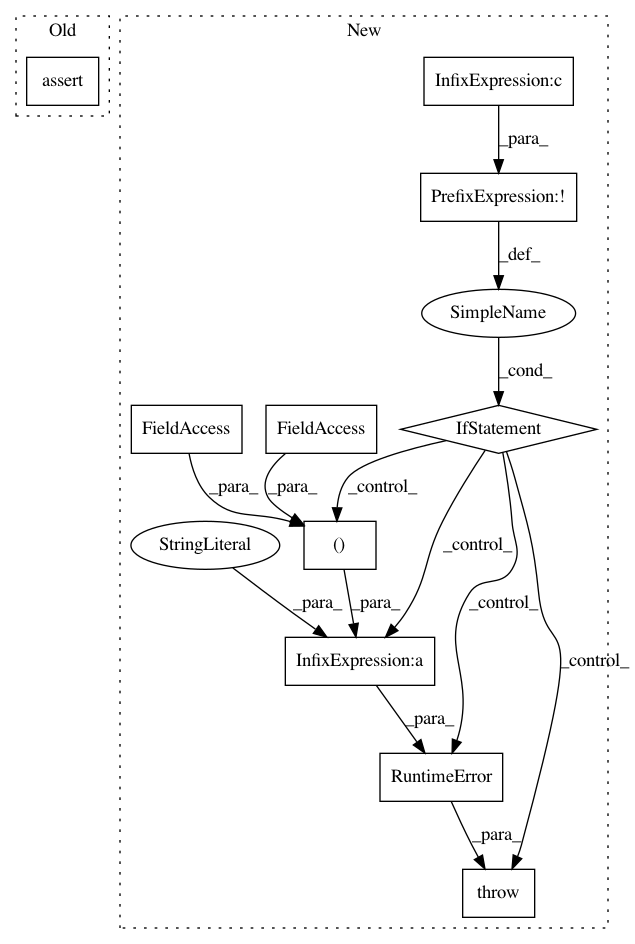 Old
New
assert
InfixExpression:c
_para_
PrefixExpression:!
_def_
SimpleName
_cond_
FieldAccess
FieldAccess
IfStatement
_para_
_para_
_control_
StringLiteral
()
_control_
_para_
_para_
_control_
InfixExpression:a
_control_
_para_
RuntimeError
_para_
throw